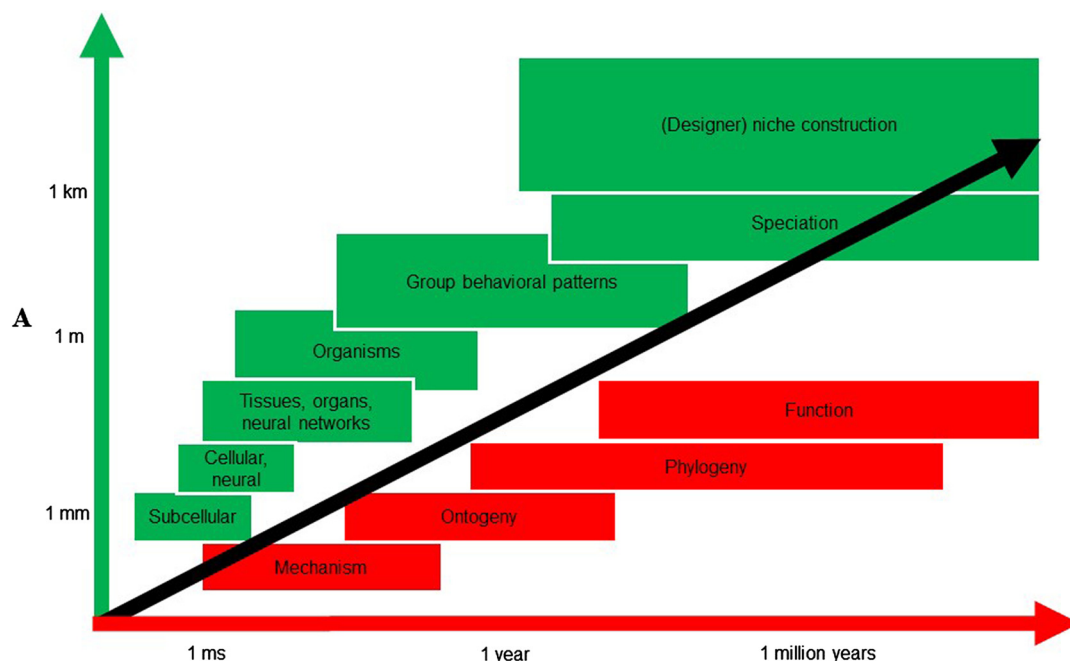 (Designer) niche construction
1 km
Speciation
Group behavioral patterns
A
1 m
Organisms
Tissues, organs,
neural networks
Function
Cellular,
neural
Phylogeny
1 mm
Subcellular
Ontogeny
Mechanism
1 ms
1 year
1 million years